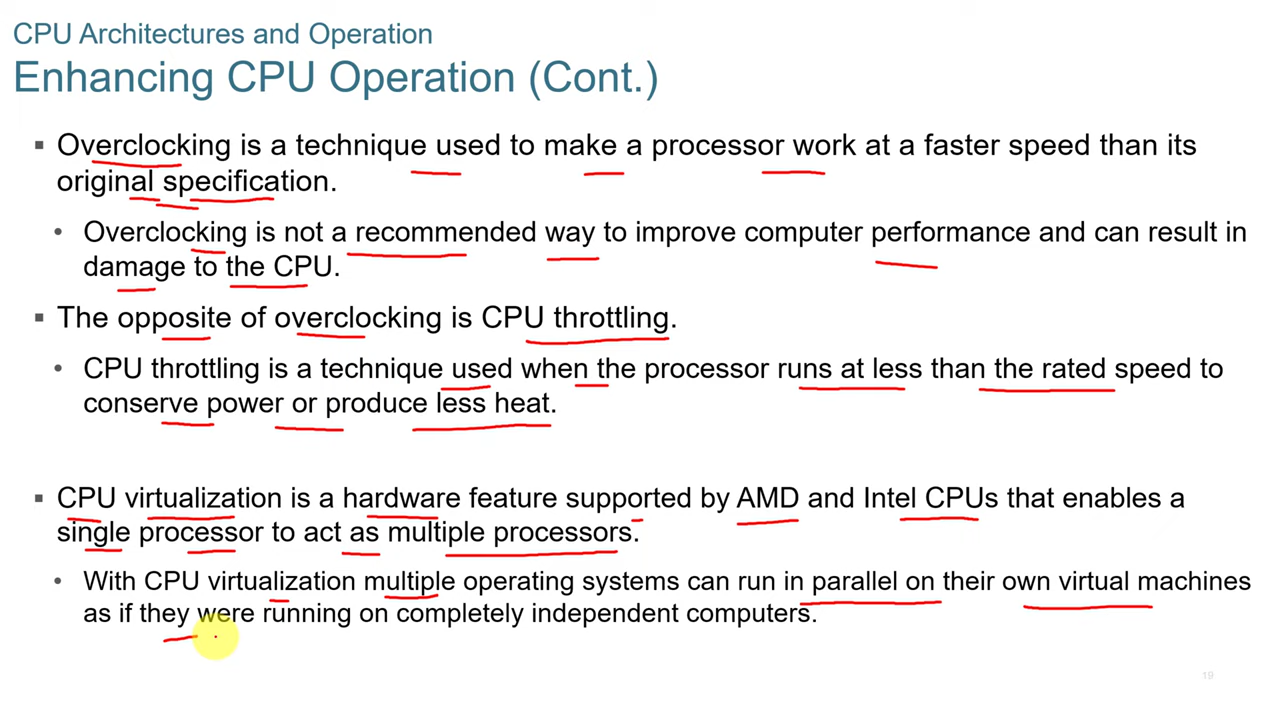 CPU Architectures and Operation
Enhancing CPU Operation (Cont.)
▪ Overclocking is a technique used to make a processor work at a faster speed than its
original specification.
• Overclocking is not a recommended way to improve computer performance and can result in
damage to the CPU.
▪ The opposite of overclocking is CPU throttling.
• CPU throttling is a technique used when the processor runs at less than the rated speed to
conserve power or produce less heat.
▪ CPU virtualization is a hardware feature supported by AMD and Intel CPUs that enables a
single processor to act as multiple processors.
• With CPU virtualization multiple operating systems can run in parallel on their own virtual machines
as if they were running on completely independent computers.
19